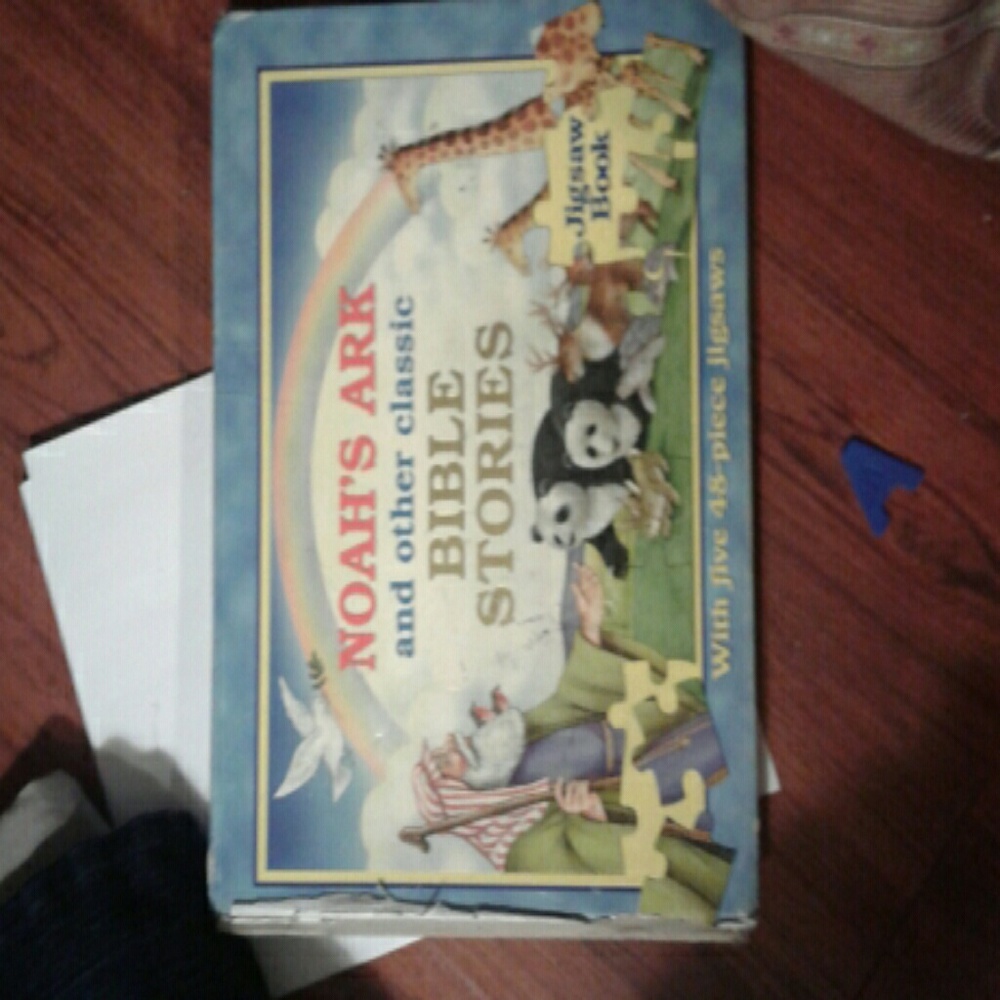 Jigsaw
Book
NOAH'S ARK
and other classic
BIBLE
STORIES
With five 48-piece jigsaws